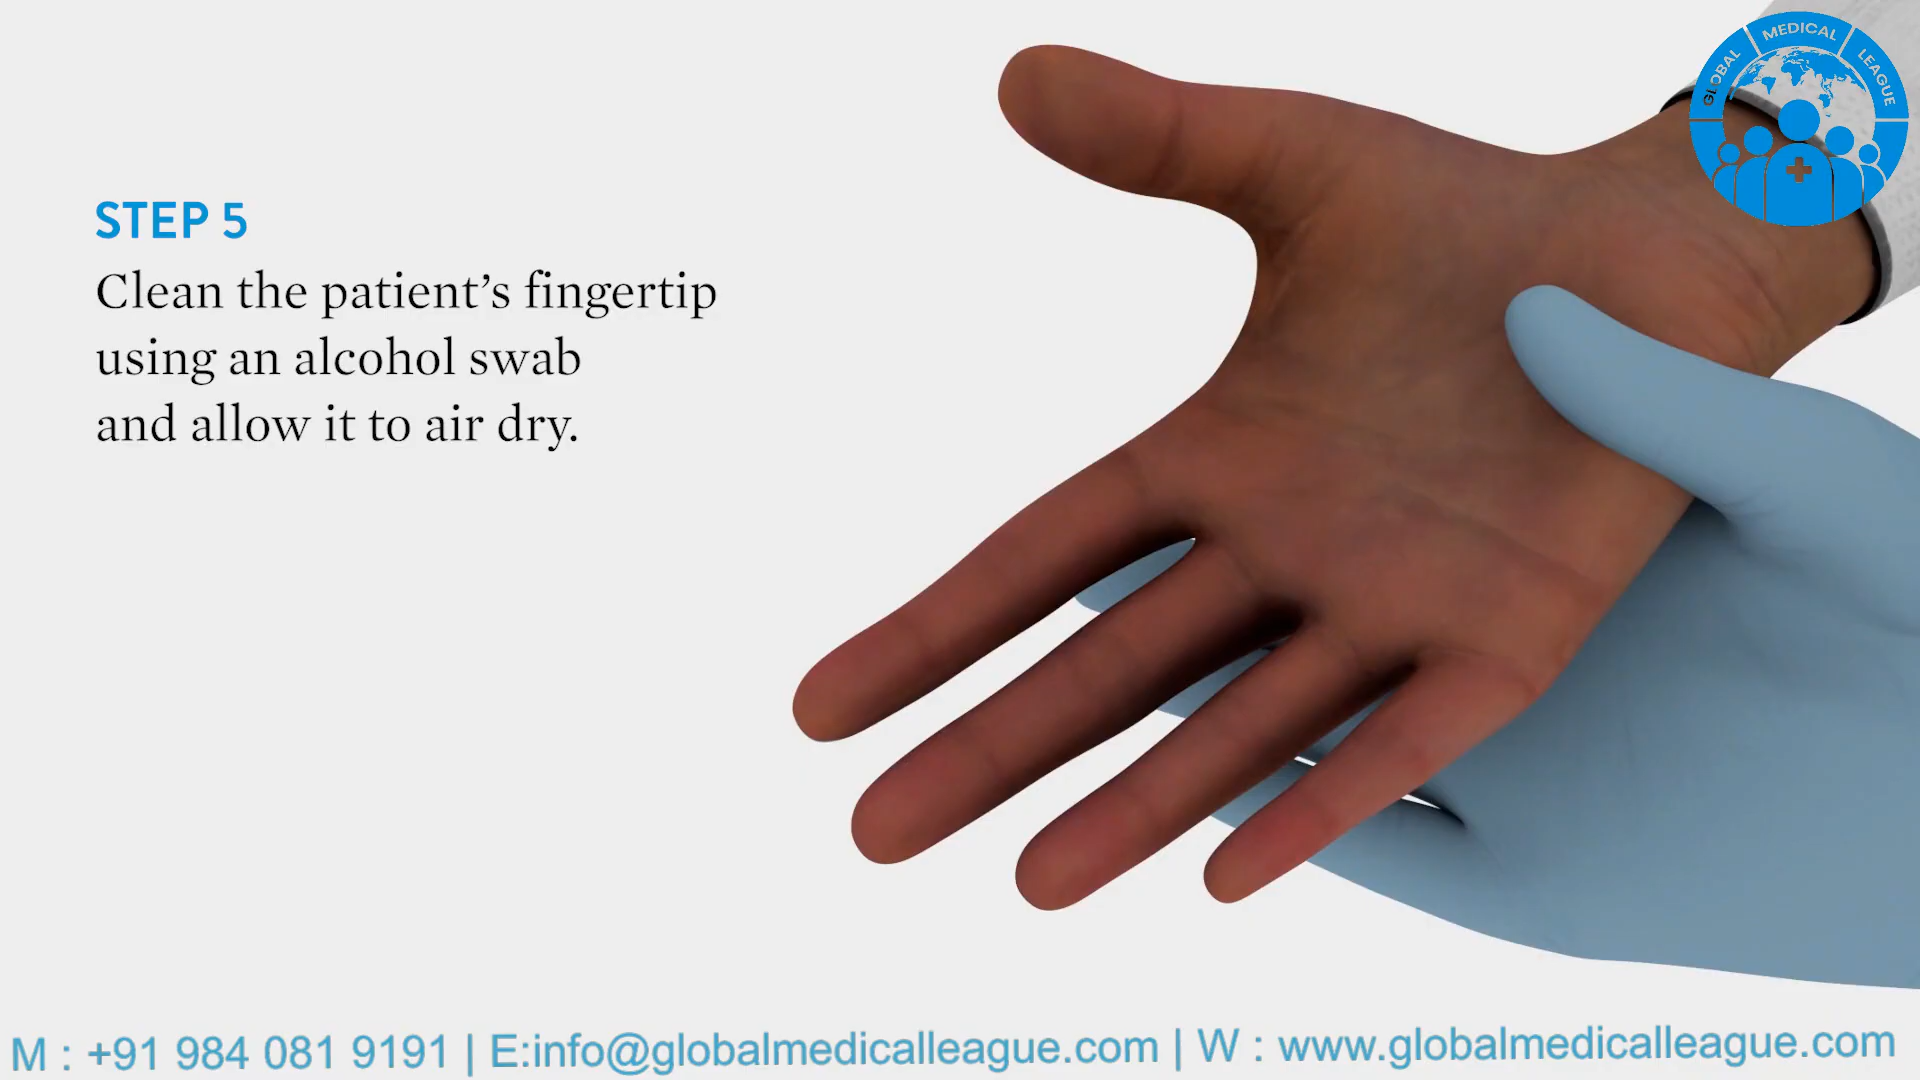 GLOBAL MEDICAL LEAGUE
STEP 5
Clean the patient’s fingertip
using an alcohol swab
and allow it to air dry.
M : +91 984 081 9191 | E:info@globalmedicalleague.com | W : www.globalmedicalleague.com